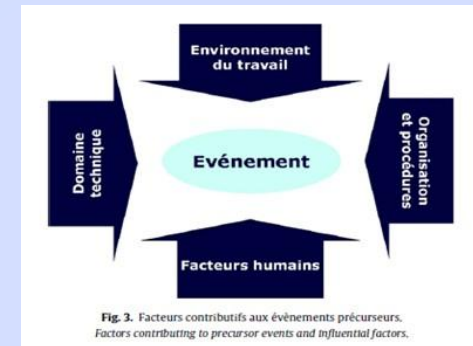 Environnement
du travail
Domaine
technique
Evénement
Organisation
et procédures
Facteurs humains
Fig. 3. Facteurs contributifs aux évènements précurseurs.
Factors contributing to precursor events and influential factors.